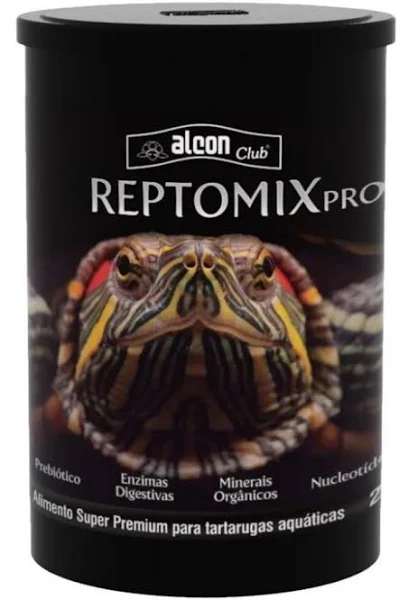 alcon Club®
REPTOMIX PRO
Prebiótico
Enzimas
Digestivas
Minerais
Orgânicos
Alimento Super Premium para tartarugas aquáticas